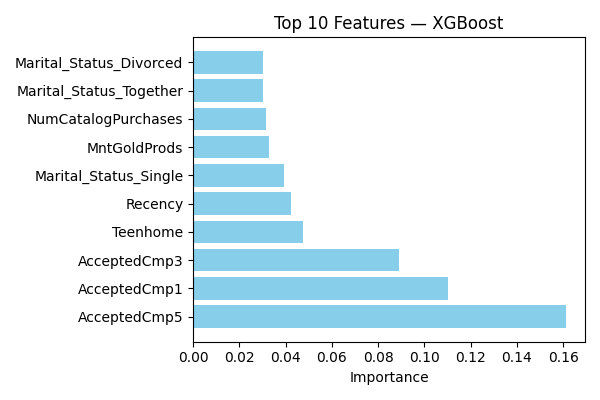 Top 10 Features — XGBoost
Marital_Status_Divorced
Marital_Status_Together
NumCatalogPurchases
MntGoldProds
Marital_Status_Single
Recency
Teenhome
AcceptedCmp3
AcceptedCmp1
AcceptedCmp5
0.00 0.02 0.04 0.06 0.08 0.10 0.12 0.14 0.16
Importance